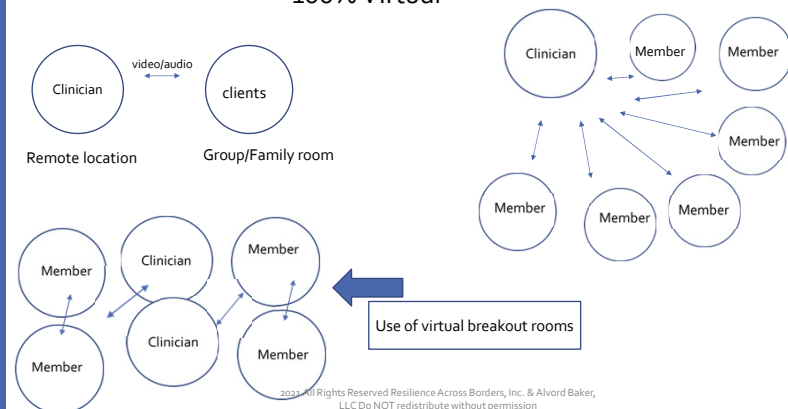 100% Virtual
video/audio
Clinician
clients
Remote location
Group/Family room
Clinician
Member
Member
Member
Member
Member
Member
Member
Clinician
Member
Use of virtual breakout rooms
Member
Clinician
Member
2021 All Rights Reserved Resilience Across Borders, Inc. & Alvord Baker,
LLC Do NOT redistribute without permission